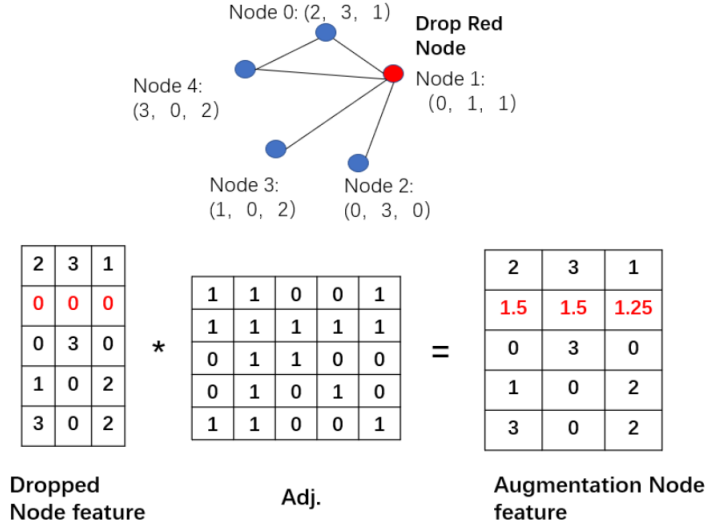 Node 0: (2, 3, 1)
Drop Red
Node
Node 4:
(3, 0, 2)
Node 1:
(0, 1, 1)
Node 3:
(1, 0, 2)
Node 2:
(0, 3, 0)
2 3 1
0 0 0
0 3 0
1 0 2
3 0 2
*
1 1 0 0 1
1 1 1 1 1
0 1 1 0 0
0 1 0 1 0
1 1 0 0 1
=
2 3 1
1.5 1.5 1.25
0 3 0
1 0 2
3 0 2
Dropped
Node feature
Adj.
Augmentation Node
feature